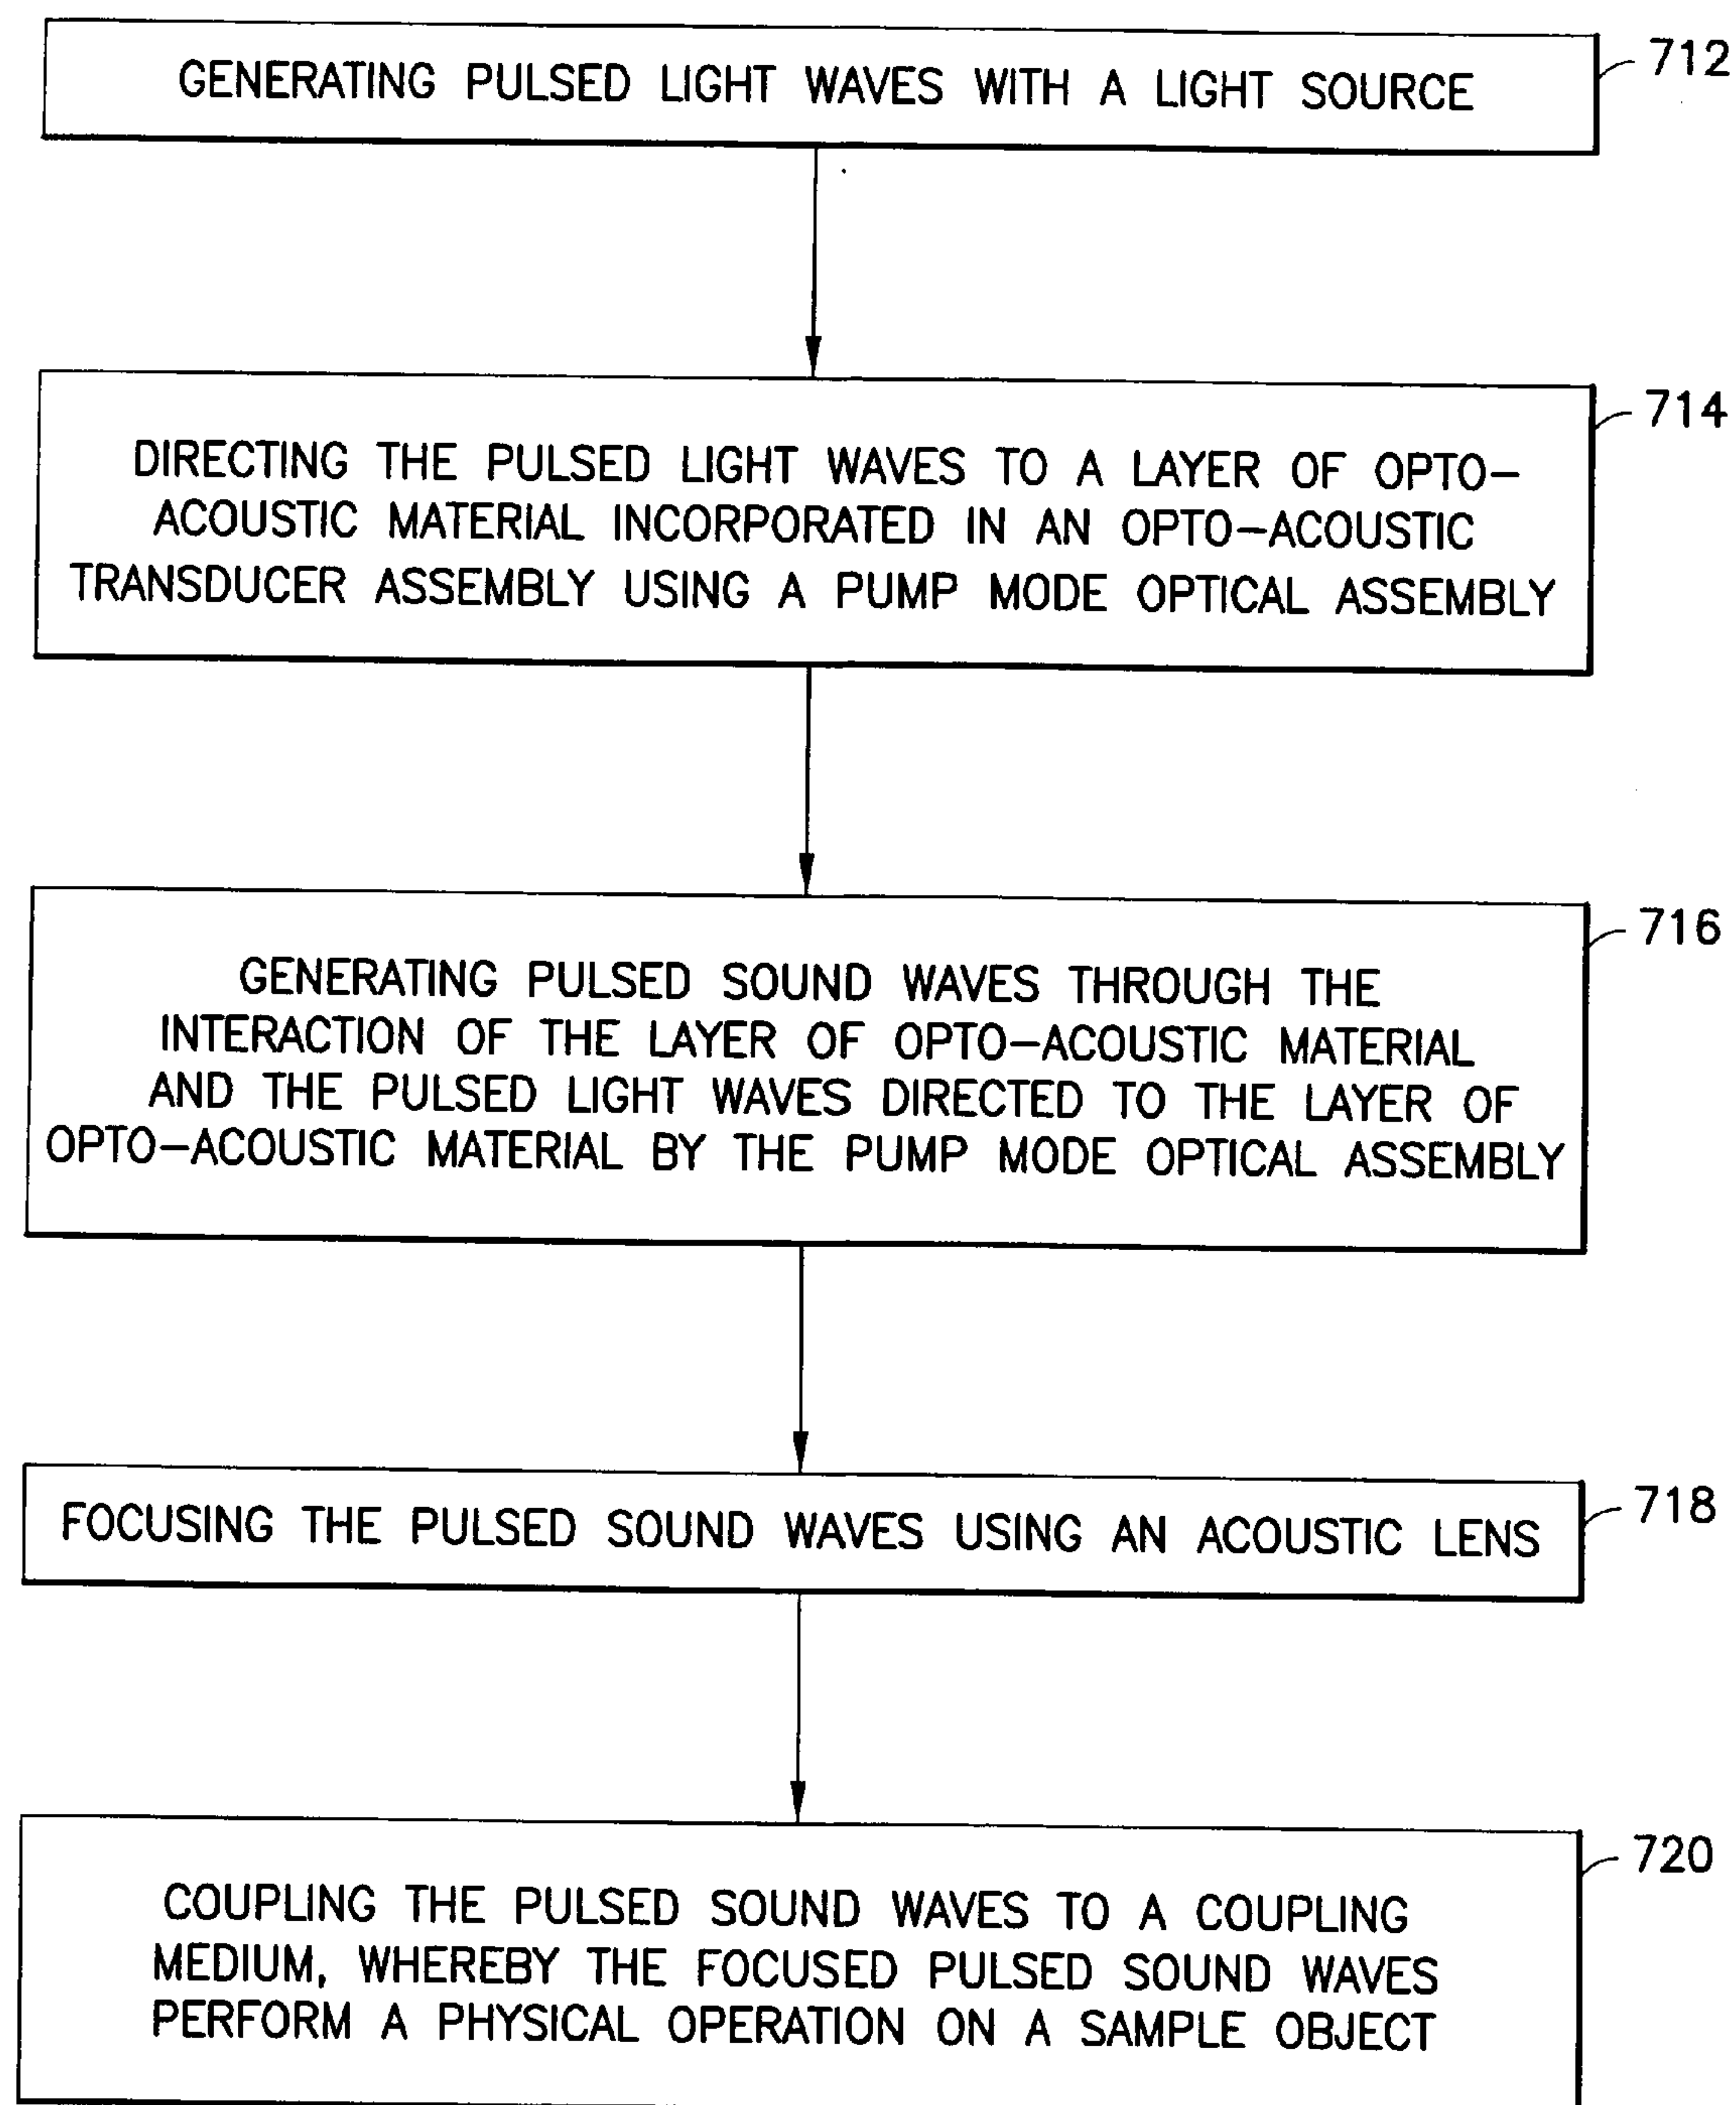 GENERATING PULSED LIGHT WAVES WITH A LIGHT SOURCE
712
DIRECTING THE PULSED LIGHT WAVES TO A LAYER OF OPTO-
ACOUSTIC MATERIAL INCORPORATED IN AN OPTO-ACOUSTIC
TRANSDUCER ASSEMBLY USING A PUMP MODE OPTICAL ASSEMBLY
714
GENERATING PULSED SOUND WAVES THROUGH THE
INTERACTION OF THE LAYER OF OPTO-ACOUSTIC MATERIAL
AND THE PULSED LIGHT WAVES DIRECTED TO THE LAYER OF
OPTO-ACOUSTIC MATERIAL BY THE PUMP MODE OPTICAL ASSEMBLY
716
FOCUSING THE PULSED SOUND WAVES USING AN ACOUSTIC LENS
718
COUPLING THE PULSED SOUND WAVES TO A COUPLING
MEDIUM, WHEREBY THE FOCUSED PULSED SOUND WAVES
PERFORM A PHYSICAL OPERATION ON A SAMPLE OBJECT
720